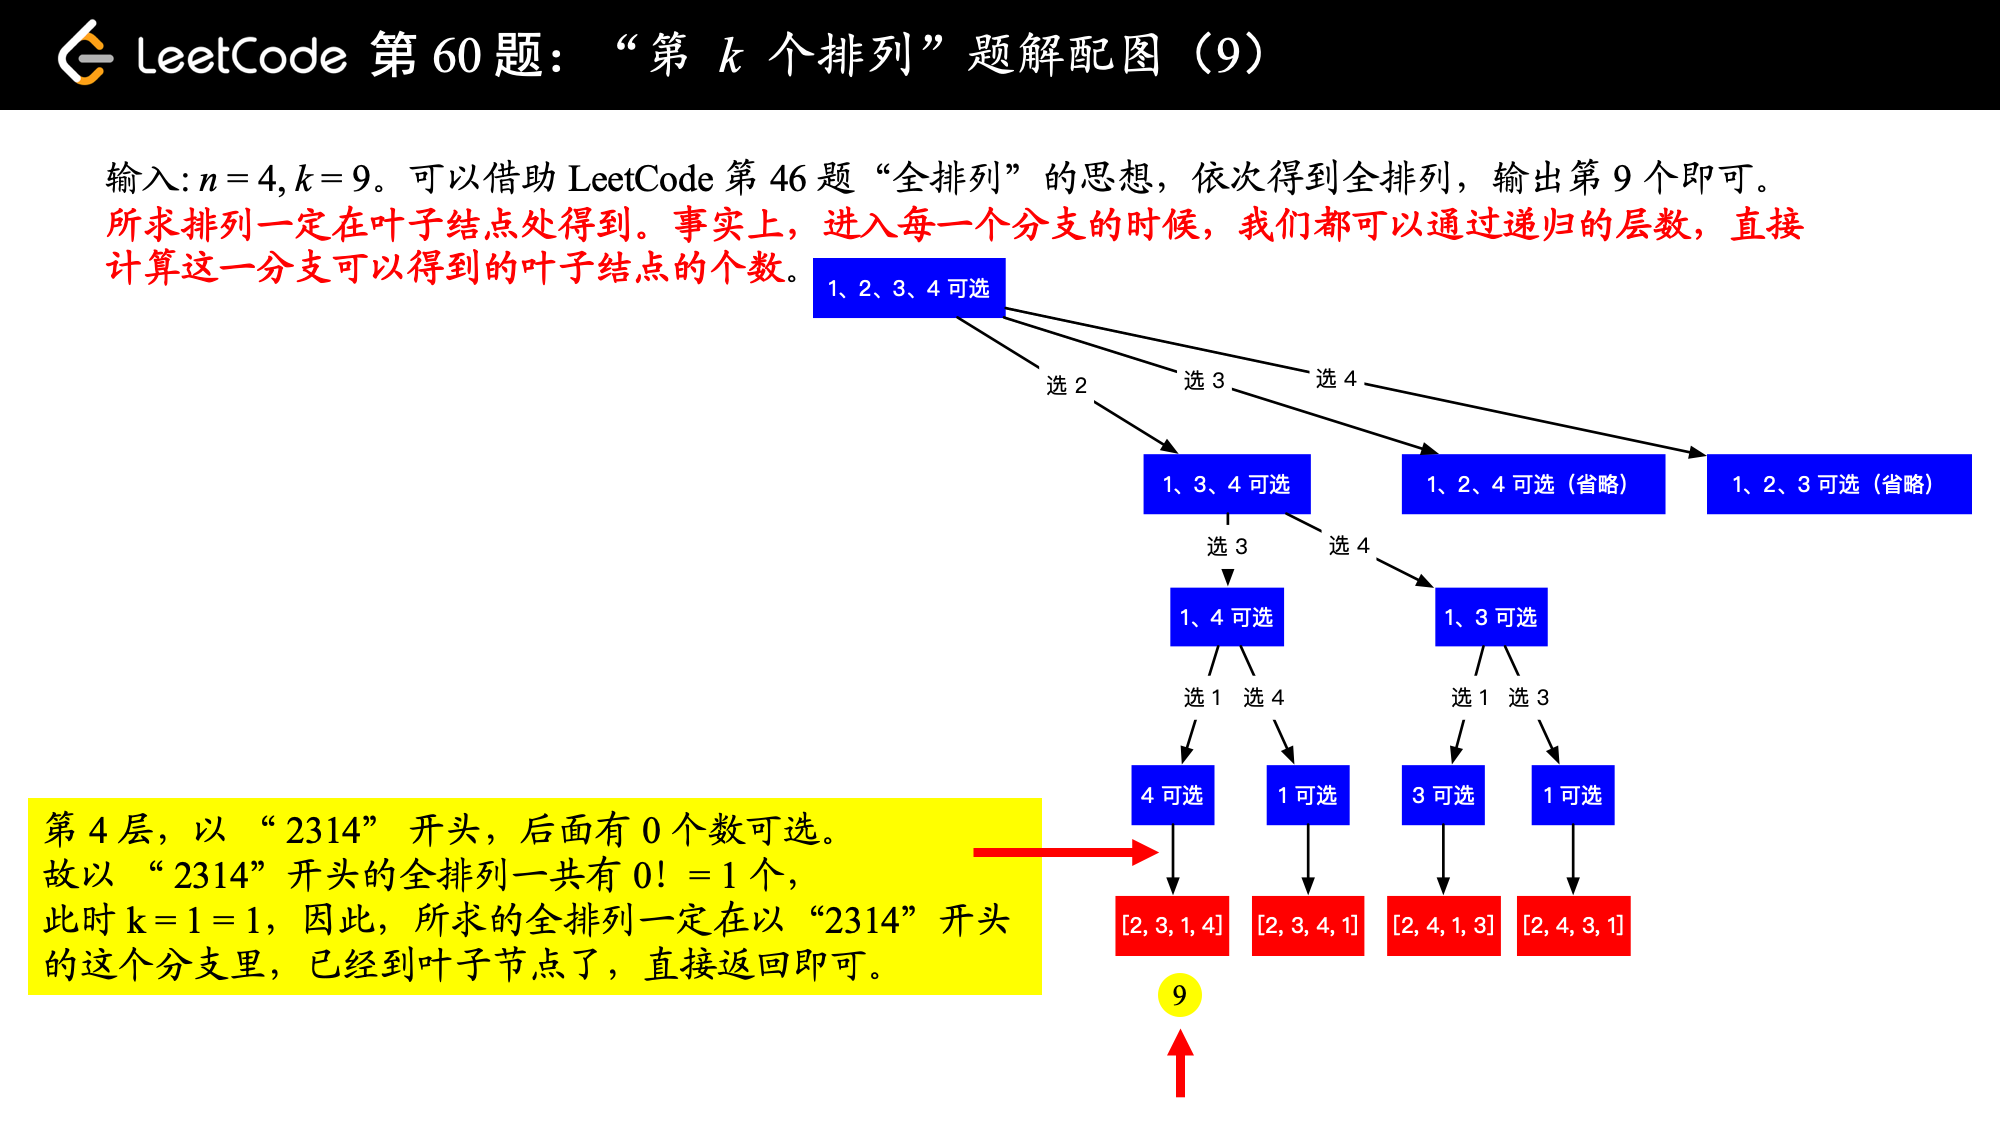 LeetCode 第 60 题：“第 k 个排列”题解配图（9）
输入: n = 4, k = 9。可以借助 LeetCode 第 46 题“全排列”的思想，依次得到全排列，输出第 9 个即可。
所求排列一定在叶子结点处得到。事实上，进入每一个分支的时候，我们都可以通过递归的层数，直接
计算这一分支可以得到的叶子结点的个数。
1、2、3、4 可选
选 2
选 3
选 4
1、3、4 可选
1、2、4 可选（省略）
1、2、3 可选（省略）
选 3
选 4
1、4 可选
1、3 可选
选 1
选 4
选 1
选 3
4 可选
1 可选
3 可选
1 可选
第 4 层，以 “ 2314” 开头，后面有 0 个数可选。
故以 “ 2314” 开头的全排列一共有 0! = 1 个，
此时 k = 1 = 1，因此，所求的全排列一定在以“2314” 开头
的这个分支里，已经到叶子节点了，直接返回即可。
[2, 3, 1, 4]
[2, 3, 4, 1]
[2, 4, 1, 3]
[2, 4, 3, 1]
9